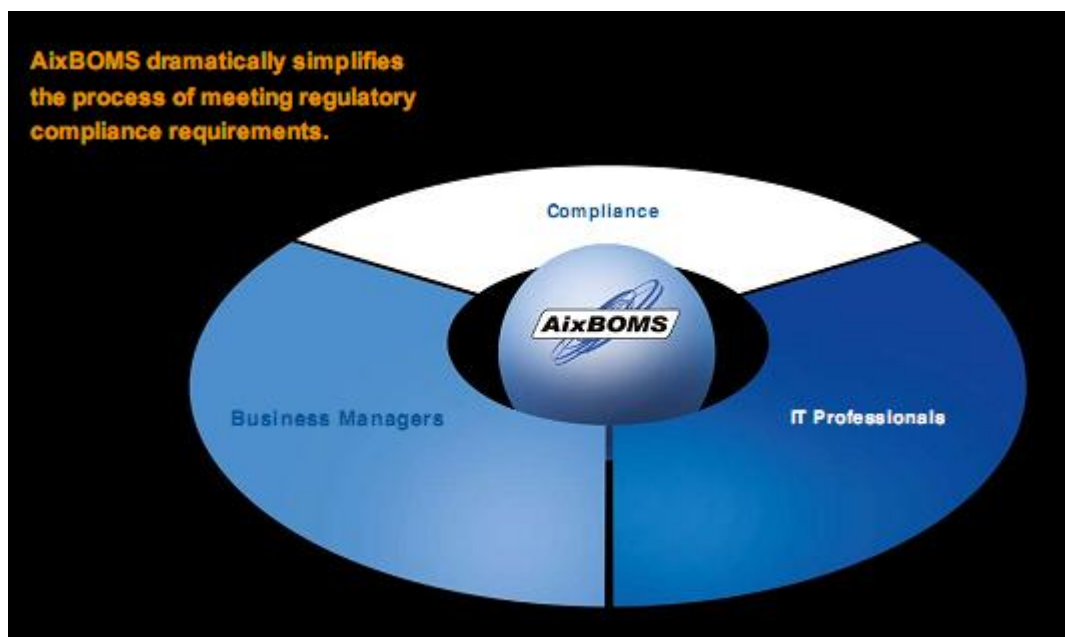 AixBOMS dramatically simplifies
the process of meeting regulatory
compliance requirements.
Compliance
AixBOMS
Business Managers
IT Professionals